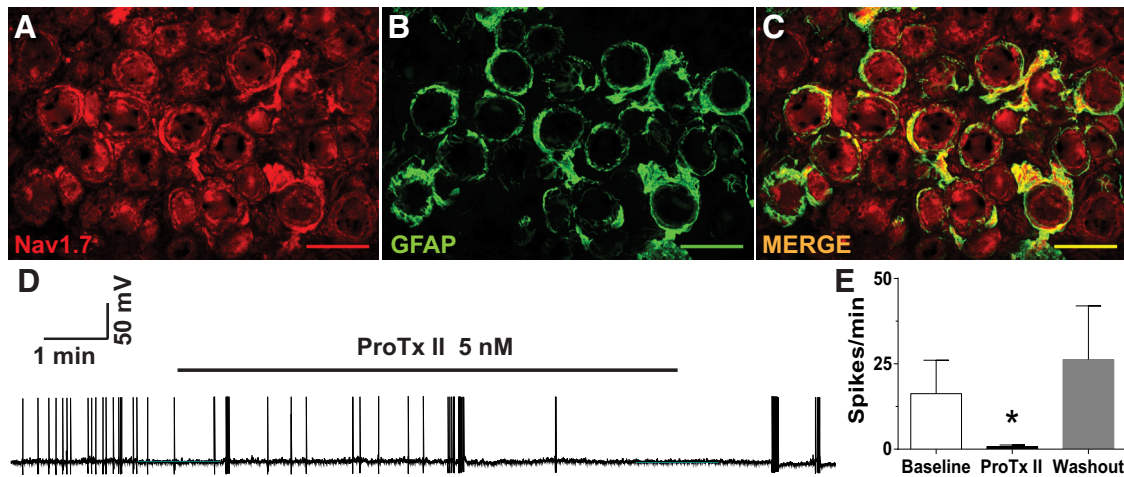 A
B
C
Nav1.7
GFAP
MERGE
D
50 mV
1 min
ProTx II 5 nM
E
Spikes/min
50
25
0
*
Baseline ProTx II Washout